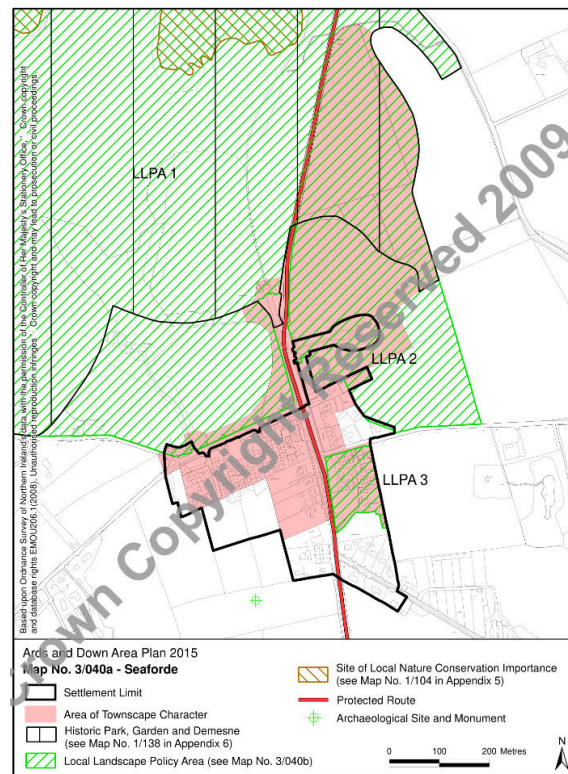 LLPA 1
LLPA 2
LLPA 3
Crown Copyright Reserved 2009
Based upon Ordnance Survey of Northern Ireland's data with the permission of the Controller of Her Majesty's Stationery Office, " Crown copyright
and database rights EMOU206.1(2008). Unauthorised reproduction infringes " Crown copyright and may lead to prosecution or civil proceedings
Ards and Down Area Plan 2015
Map No. 3/040a - Seaforde
Settlement Limit
Area of Townscape Character
Historic Park, Garden and Demesne
(see Map No. 1/138 in Appendix 6)
Local Landscape Policy Area (see Map No. 3/040b)
Site of Local Nature Conservation Importance
(see Map No. 1/104 in Appendix 5)
Protected Route
Archaeological Site and Monument
0 100 200 Metres
N